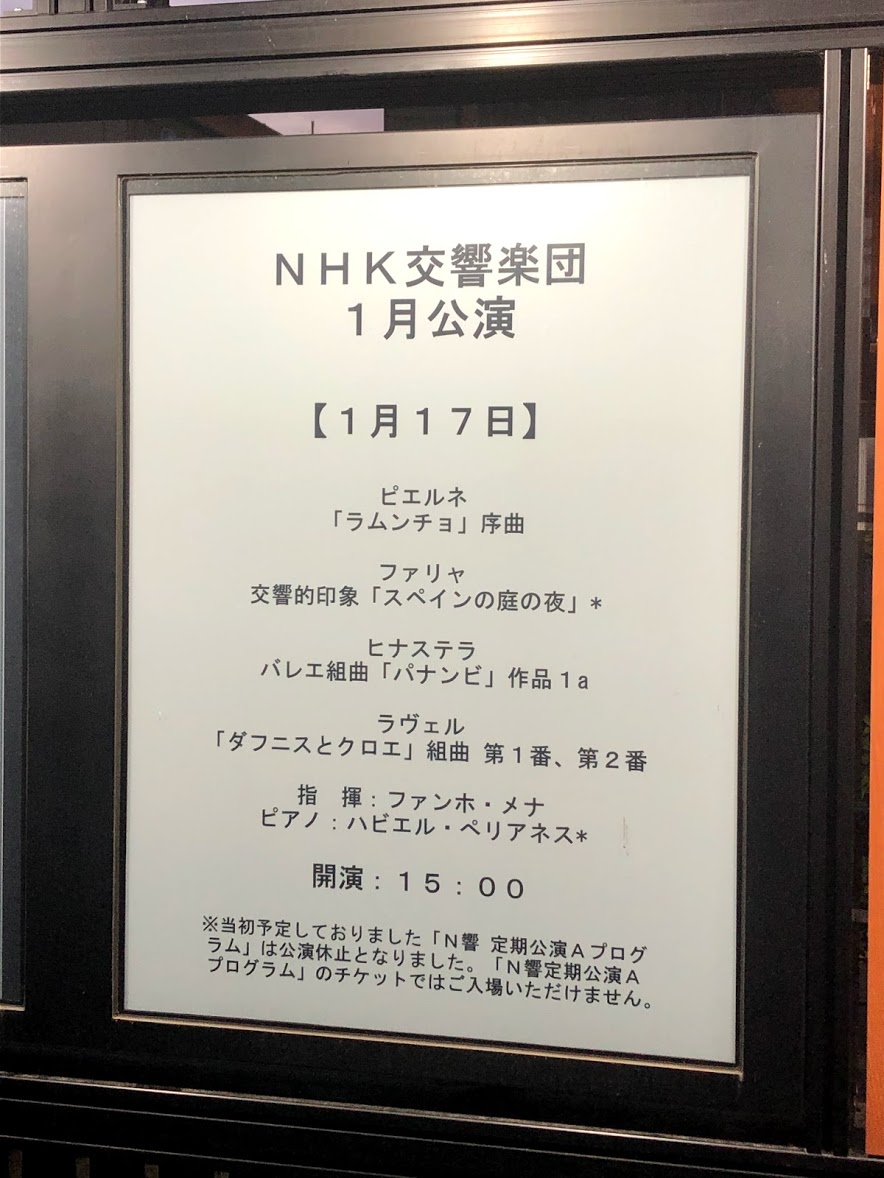 NHK交響楽団
1月公演
【1月17日】
ピエルネ
「ラムンチョ」序曲
ファリャ
交響的印象「スペインの庭の夜」*
ヒナステラ
バレエ組曲「パナンビ」作品1a
ラヴェル
「ダフニスとクロエ」組曲 第1番、第2番
指　揮：ファンホ・メナ
ピアノ：ハビエル・ペリアネス*
開演：15：00
※当初予定しておりました「N響 定期公演Aプログ
ラム」は公演休止となりました。「N響定期公演A
プログラム」のチケットではご入場いただけません。